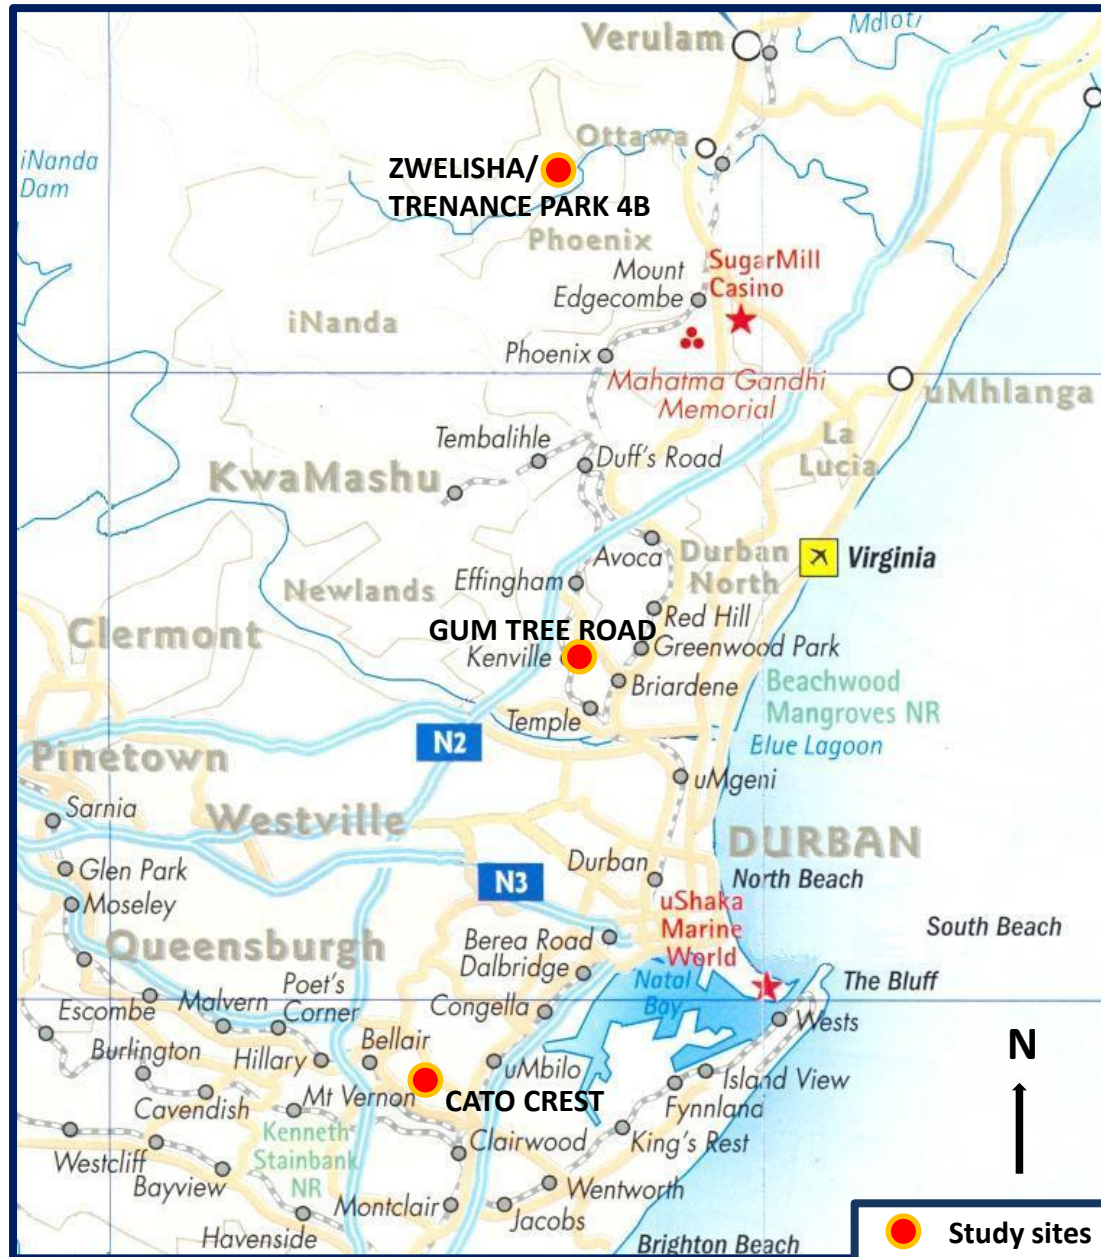 Verulam
Mdloti
Ottawa
iNanda
Dam
ZWELISHA/
TRENANCE PARK 4B
Phoenix
Mount
Edgecombe
SugarMill
Casino
iNanda
Phoenix
Mahatma Gandhi
Memorial
uMhlanga
La
Lucia
Tembalihle
Duff's Road
KwaMashu
Avoca
Durban
North
Virginia
Effingham
Newlands
Red Hill
Clermont
GUM TREE ROAD
Kenville
Greenwood Park
Briardene
Beachwood
Mangroves NR
Temple
Blue Lagoon
N2
Pinetown
uMgeni
Sarnia
Westville
DURBAN
Durban
North Beach
Glen Park
N3
Moseley
uShaka
Marine
World
South Beach
Queensburgh
Berea Road
Dalbridge
Natal
Bay
The Bluff
Escombe
Malvern
Poet's
Corner
Congella
Wests
Burlington
Hillary
Bellair
uMbilo
Island View
N
Cavendish
Mt Vernon
CATO CREST
Fynnland
Kenneth
Stainbank
NR
Clairwood
King's Rest
Westcliff
Bayview
Montclair
Wentworth
Jacobs
Havenside
Brighton Beach
Study sites